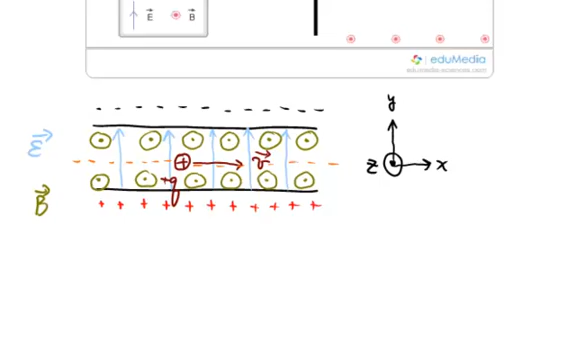 E B
eduMedia
- - - - - - - - - - - -
y
E
+ v
z x
+q
B
+ + + + + + + + + + + +